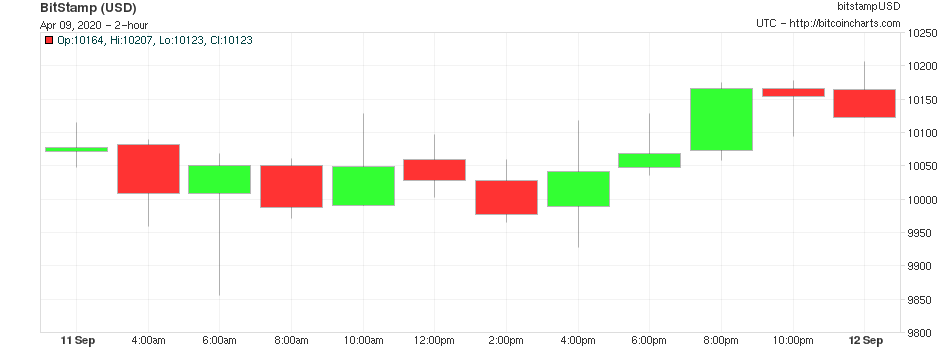 BitStamp (USD)
bitstampUSD
Apr 09, 2020 - 2-hour
UTC - http://bitcoincharts.com
Op:10164, Hi:10207, Lo:10123, Cl:10123
10250
10200
10150
10100
10050
10000
9950
9900
9850
9800
11 Sep 4:00am 6:00am 8:00am 10:00am 12:00pm 2:00pm 4:00pm 6:00pm 8:00pm 10:00pm 12 Sep